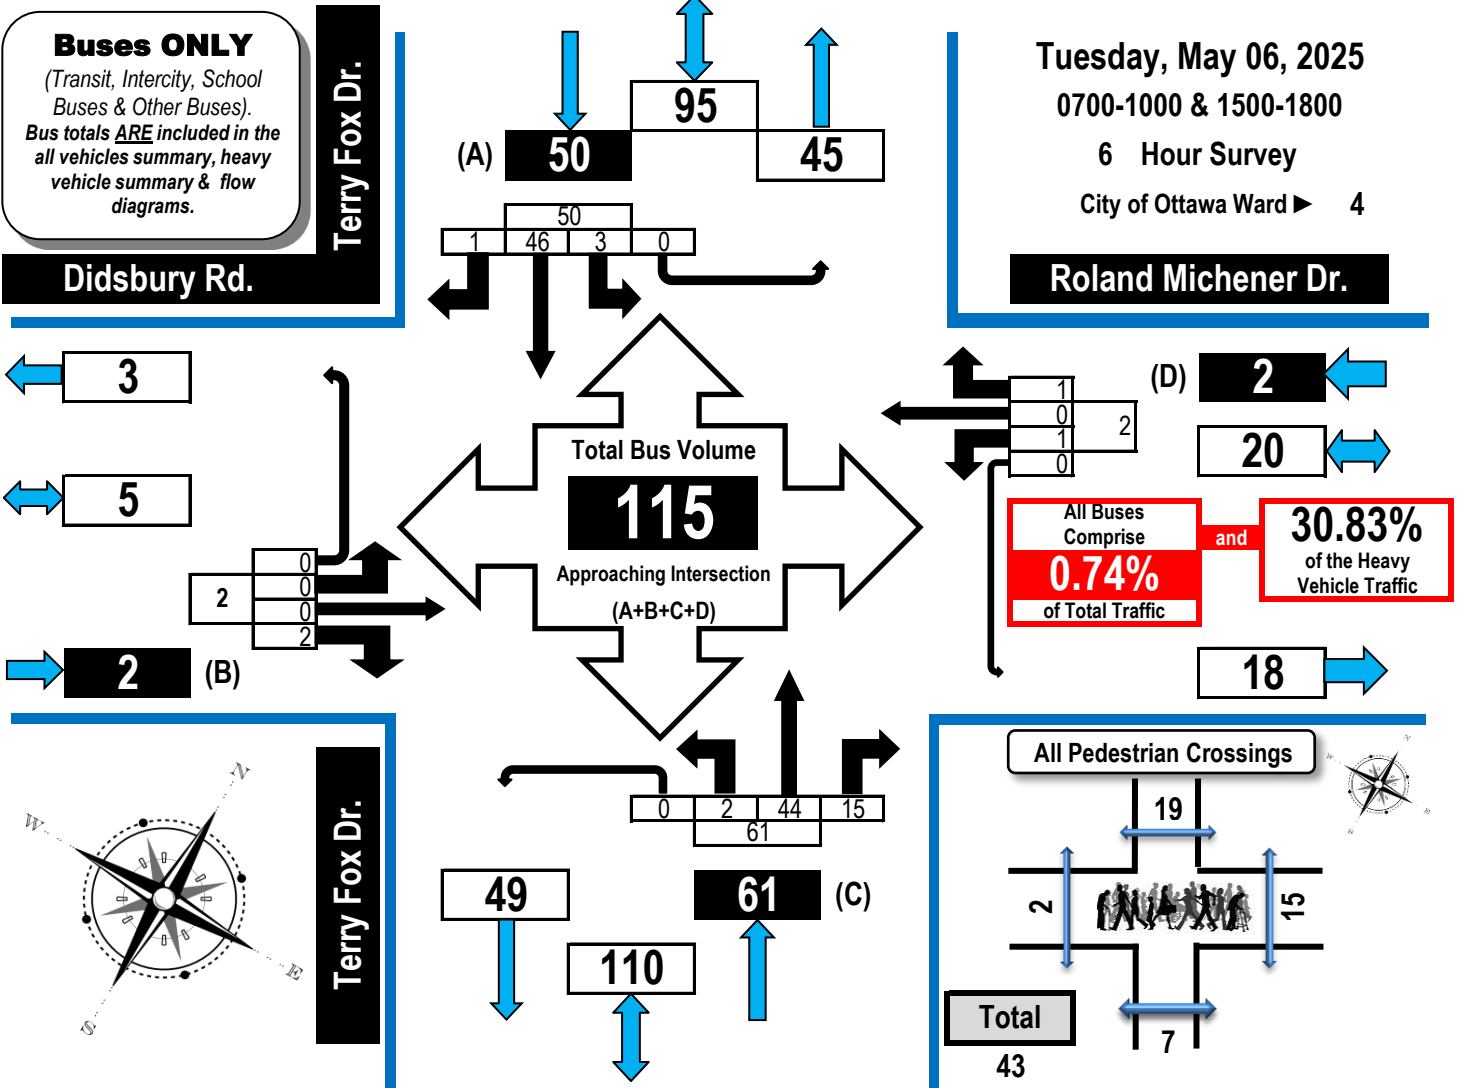 Buses ONLY
(Transit, Intercity, School
Buses & Other Buses).
Bus totals ARE included in the
all vehicles summary, heavy
vehicle summary & flow
diagrams.
Terry Fox Dr.
Didsbury Rd.
95
(A)
50
45
50
1 46 3 0
Tuesday, May 06, 2025
0700-1000 & 1500-1800
6 Hour Survey
City of Ottawa Ward ► 4
Roland Michener Dr.
3
5
0
0
0
2
2
2
(B)
Total Bus Volume
115
Approaching Intersection
(A+B+C+D)
1
0
1
0
2
(D)
2
20
All Buses
Comprise
0.74%
of Total Traffic
and
30.83%
of the Heavy
Vehicle Traffic
18
N
W
E
S
Terry Fox Dr.
0 2 44 15
61
49
61
(C)
110
All Pedestrian Crossings
N
W
E
S
19
2
15
7
Total
43